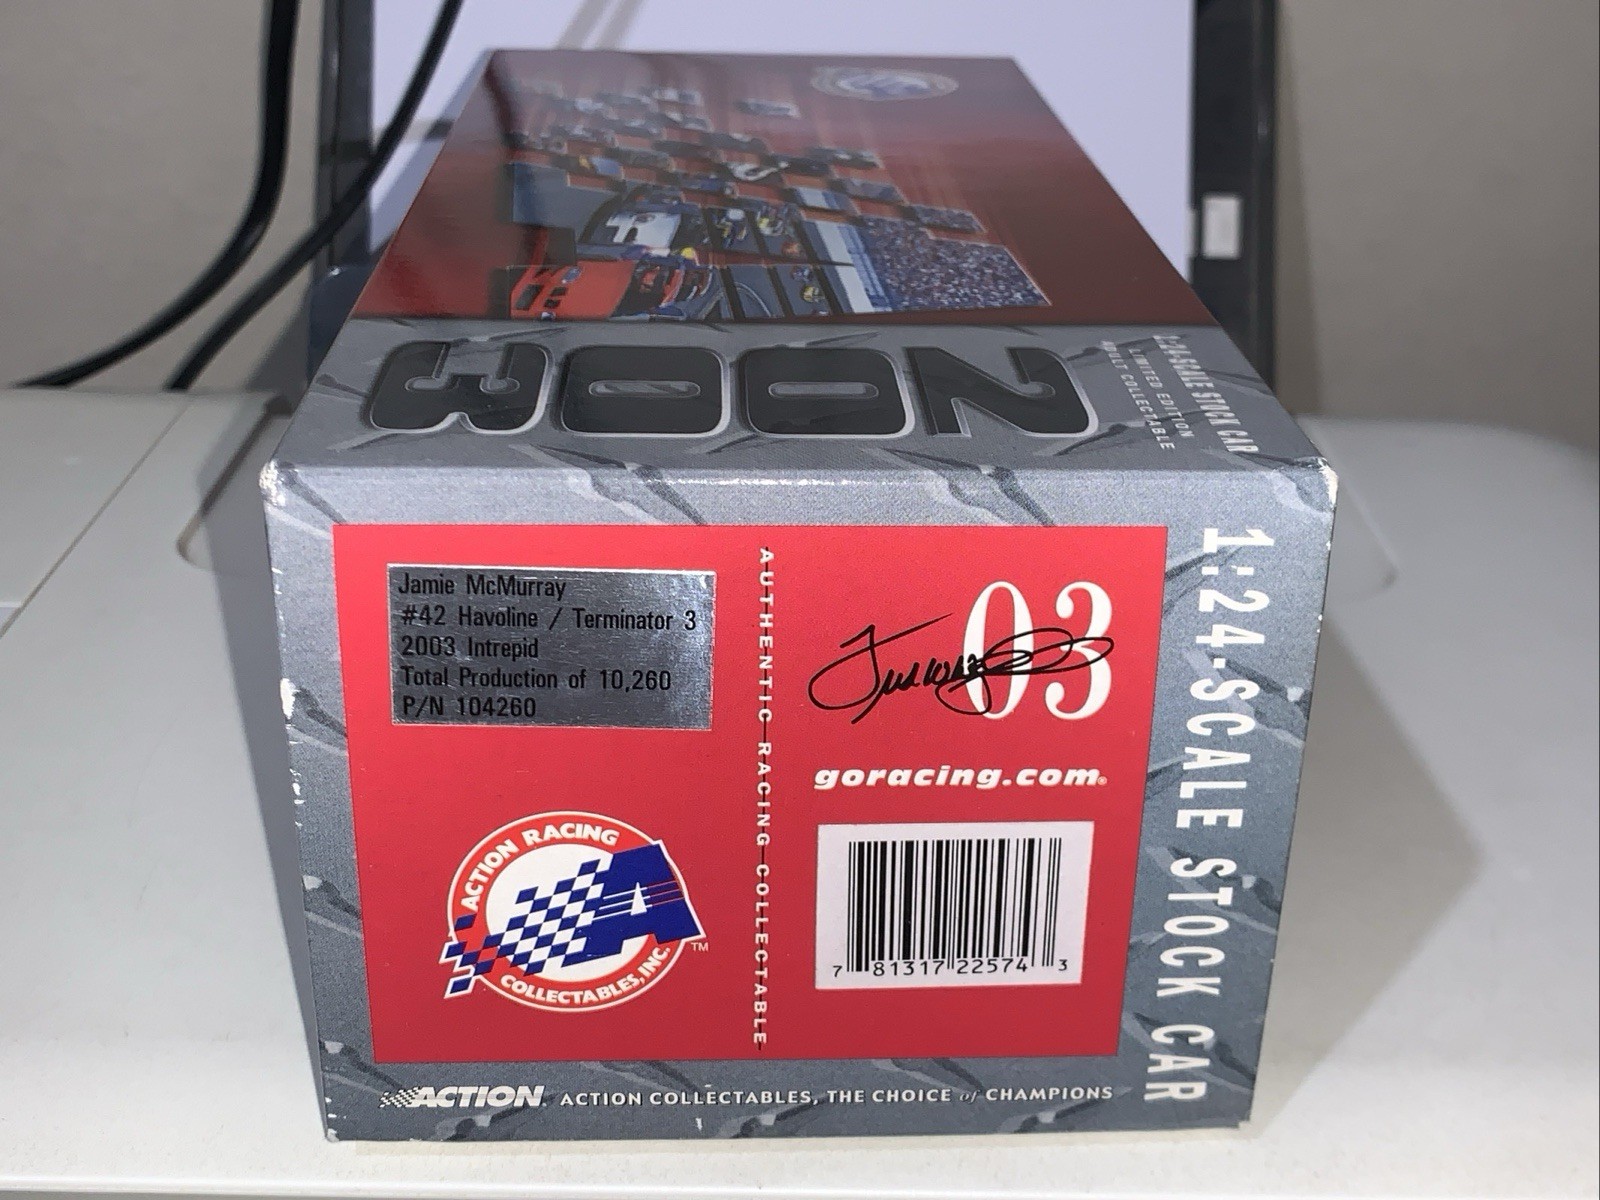 2003
1:24-SCALE STOCK CAR
LIMITED EDITION
ADULT COLLECTABLE
Jamie McMurray
#42 Havoline / Terminator 3
2003 Intrepid
Total Production of 10,260
P/N 104260
AUTHENTIC RACING COLLECTABLE
03
goracing.com®
ACTION RACING
COLLECTABLES, INC.
TM
7 81317 22574 3
1:24-SCALE STOCK CAR
ACTION
ACTION COLLECTABLES, THE CHOICE of CHAMPIONS